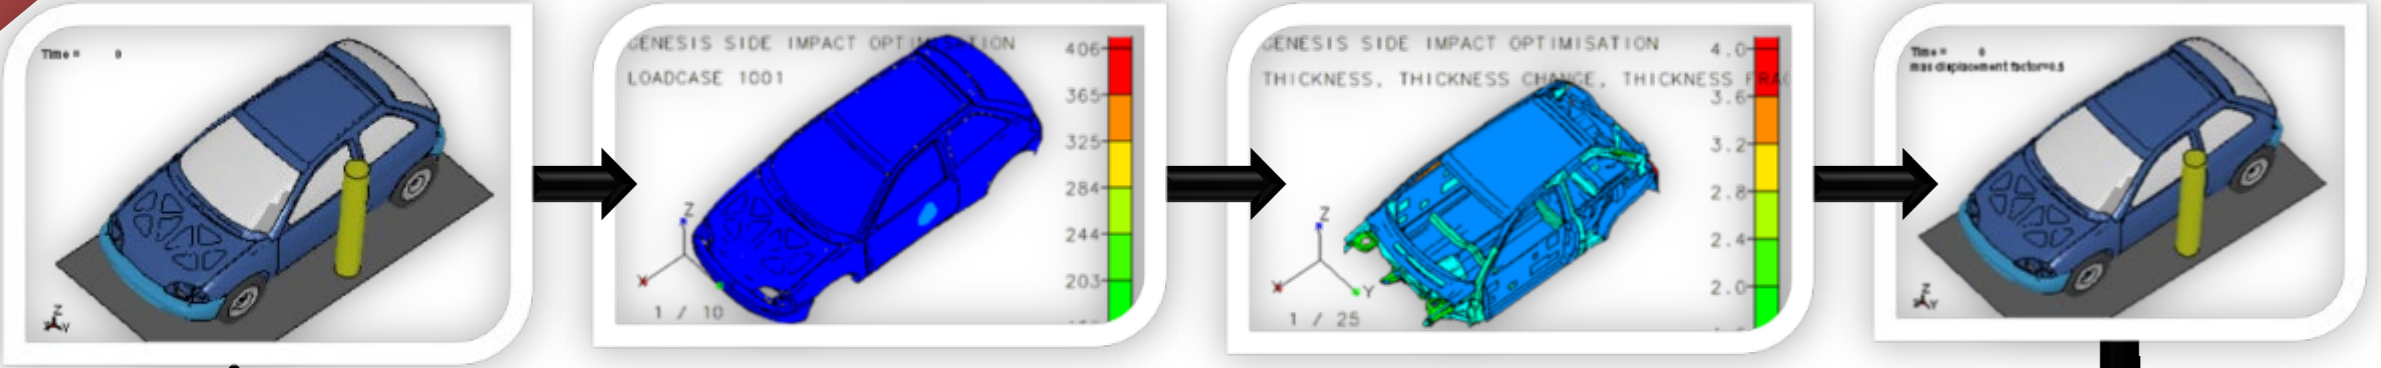 Time = 0
Z
Y
GENESIS SIDE IMPACT OPTIMISATION
LOADCASE 1001
406
365
325
284
244
203
Z
X
1 / 10
GENESIS SIDE IMPACT OPTIMISATION
THICKNESS, THICKNESS CHANGE, THICKNESS FRAC
4.0
3.6
3.2
2.8
2.4
2.0
Z
X
Y
1 / 25
Time = 0
max displacement factor=0.5
Z
Y